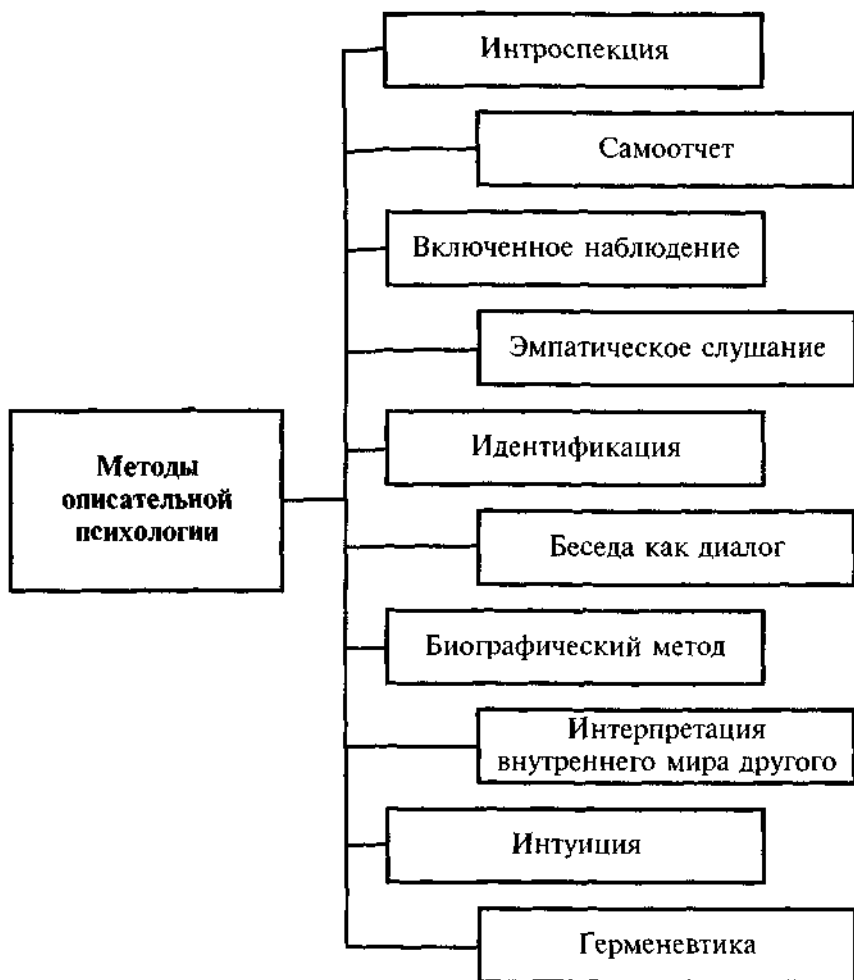 Интроспекция
Самоотчет
Включенное наблюдение
Эмпатическое слушание
Методы
описательной
психологии
Идентификация
Беседа как диалог
Биографический метод
Интерпретация
внутреннего мира другого
Интуиция
Герменевтика